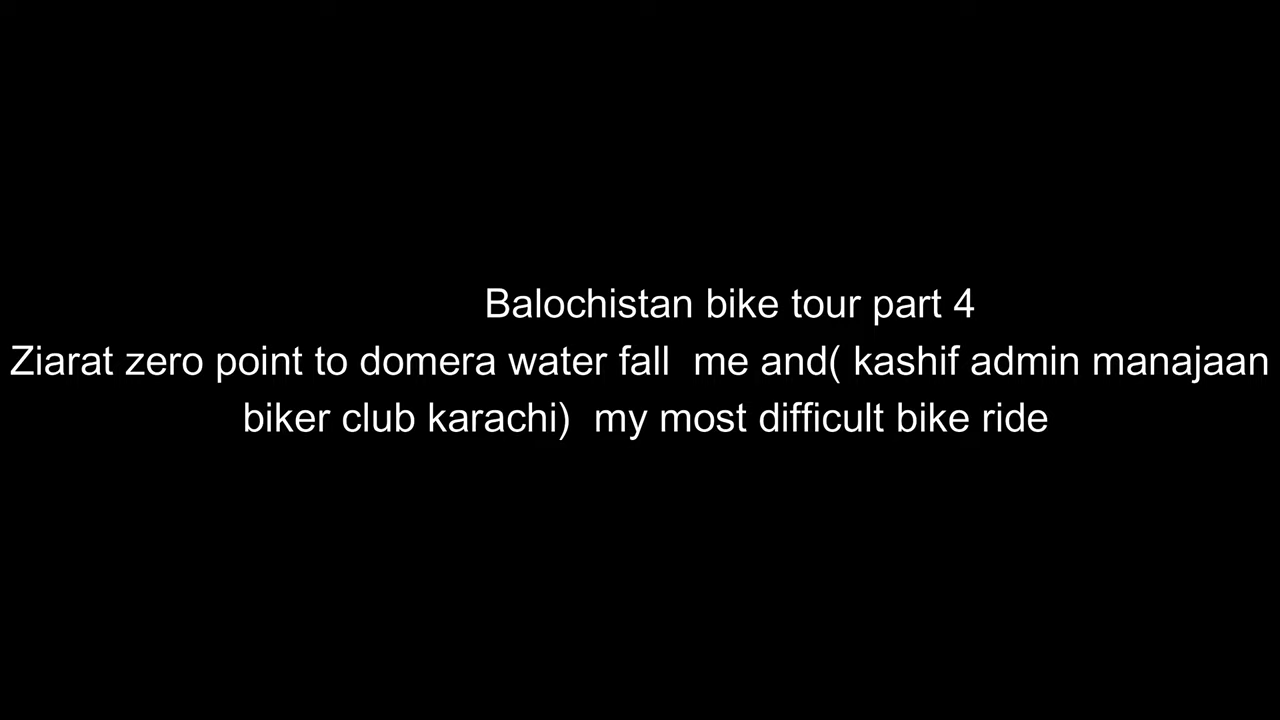 Balochistan bike tour part 4
Ziarat zero point to domera water fall  me and( kashif admin manajaan
biker club karachi)  my most difficult bike ride